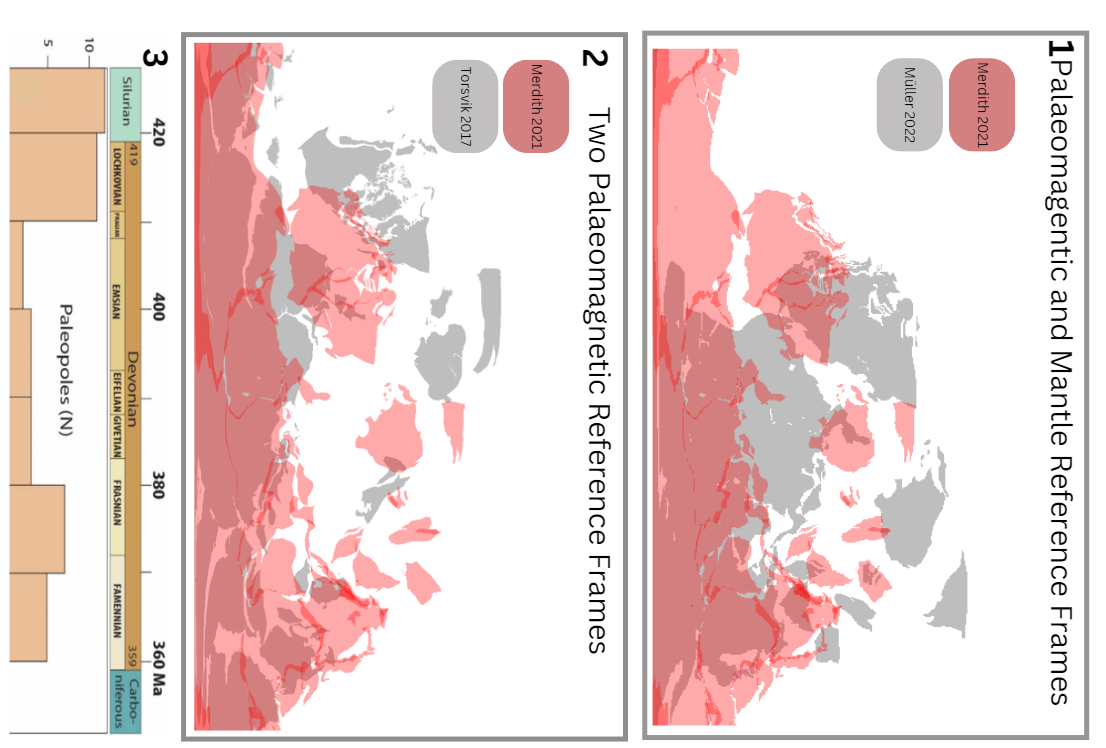 1
Palaeomagentic and Mantle Reference Frames
Merdith 2021
Müller 2022
2
Two Palaeomagnetic Reference Frames
Merdith 2021
Torsvik 2017
3
420
400
380
360 Ma
419
Devonian
359
Silurian
LOCHKOVIAN
PRAGIAN
EMSIAN
EIFELIAN
GIVETIAN
FRASNIAN
FAMENNIAN
Carbo-
niferous
10
5
Paleopoles (N)